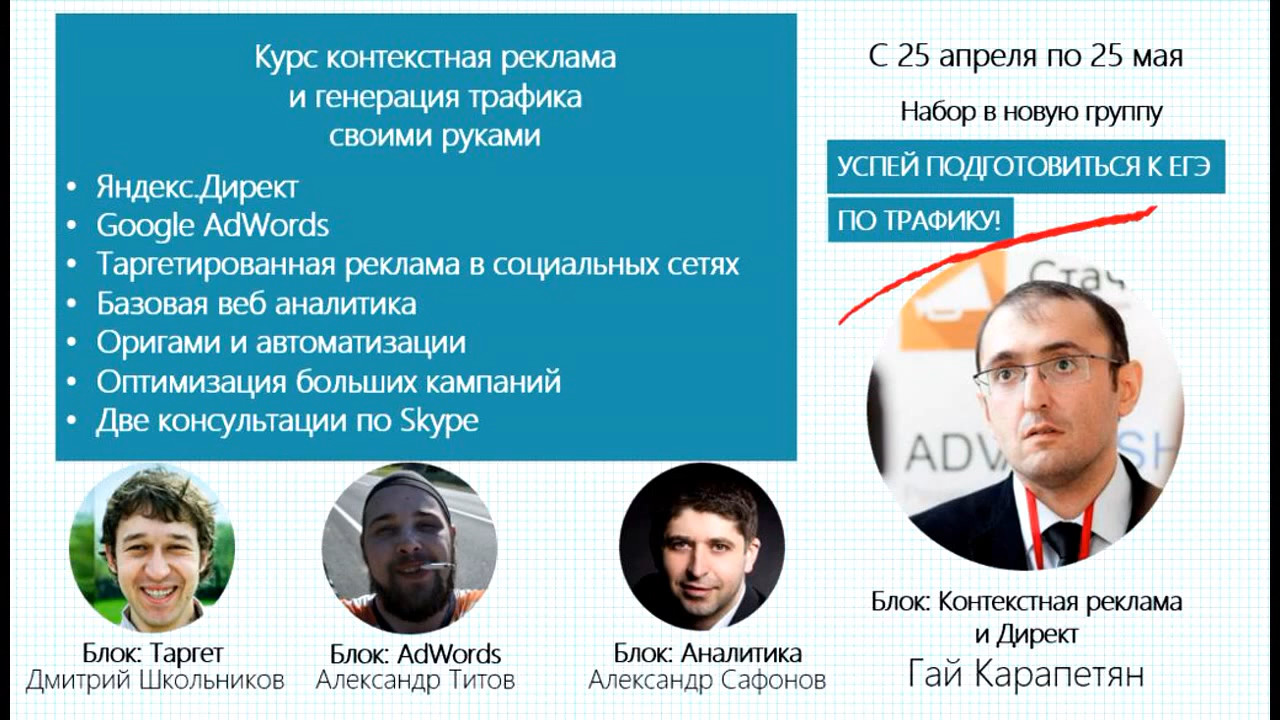 Курс контекстная реклама
и генерация трафика
своими руками
• Яндекс.Директ
• Google AdWords
• Таргетированная реклама в социальных сетях
• Базовая веб аналитика
• Оригами и автоматизации
• Оптимизация больших кампаний
• Две консультации по Skype
С 25 апреля по 25 мая
Набор в новую группу
УСПЕЙ ПОДГОТОВИТЬСЯ К ЕГЭ
ПО ТРАФИКУ!
Стач
ADVA SH
Блок: Таргет
Дмитрий Школьников
Блок: AdWords
Александр Титов
Блок: Аналитика
Александр Сафонов
Блок: Контекстная реклама
и Директ
Гай Карапетян